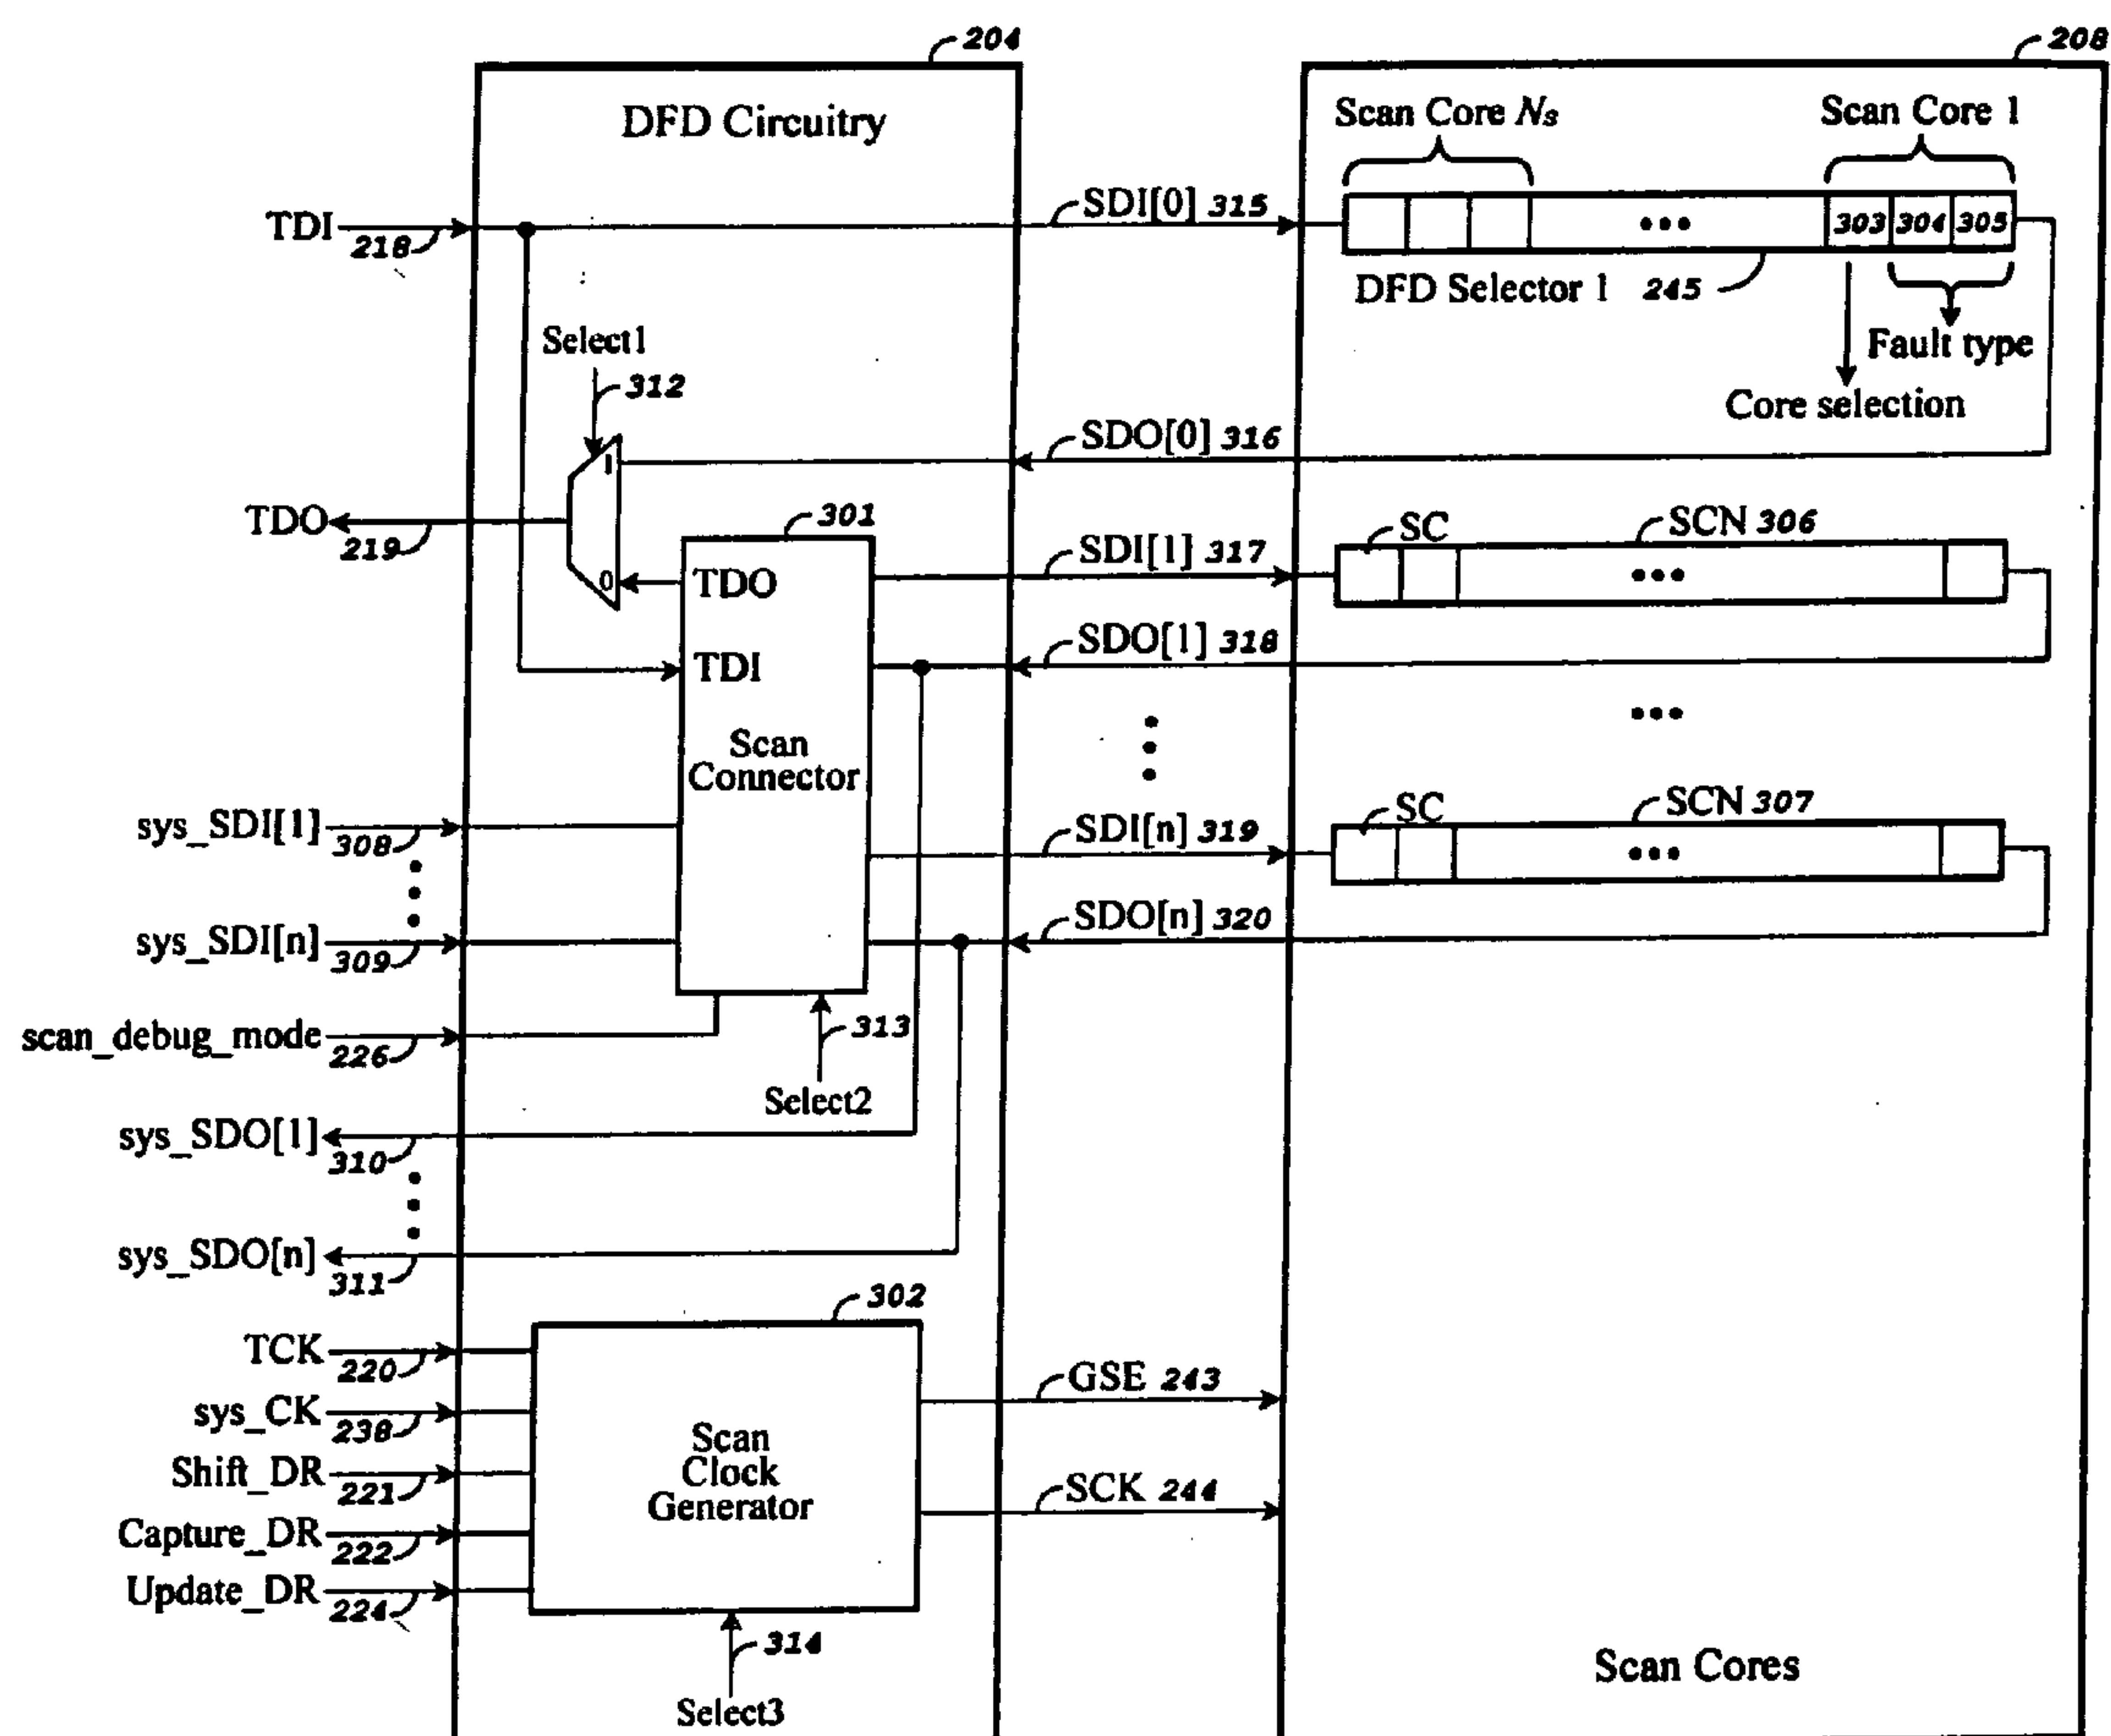 204
208
DFD Circuitry
Scan Core Ns
Scan Core 1
TDI
218
SDI[0] 315
303 304 305
DFD Selector 1 245
Fault type
Core selection
Select1
312
SDO[0] 316
1
TDO
219
301
0
TDO
SDI[1] 317
SC
SCN 306
TDI
SDO[1] 318
Scan
Connector
sys_SDI[1]
308
SDI[n] 319
SC
SCN 307
sys_SDI[n]
309
SDO[n] 320
scan_debug_mode
226
313
Select2
sys_SDO[1]
310
sys_SDO[n]
311
302
TCK
220
GSE 243
sys_CK
238
Scan
Clock
Generator
Shift_DR
221
SCK 244
Capture_DR
222
Update_DR
224
314
Select3
Scan Cores